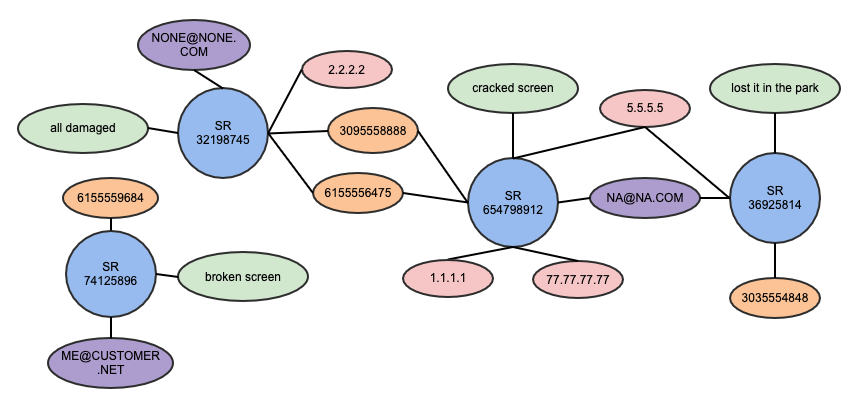 NONE@NONE.
COM
2.2.2.2
cracked screen
5.5.5.5
lost it in the park
all damaged
SR
32198745
3095558888
6155556475
6155559684
SR
654798912
NA@NA.COM
SR
36925814
SR
74125896
broken screen
1.1.1.1
77.77.77.77
3035554848
ME@CUSTOMER
.NET